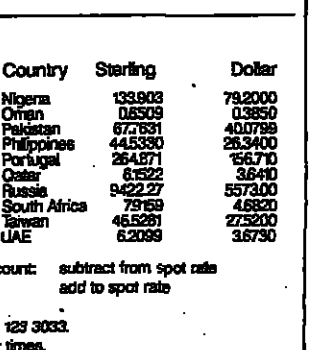 Country Sterling Dollar
Nigeria 133.903 79.2000
Oman 0.6509 0.3850
Pakistan 67.7631 40.0799
Philippines 44.5330 26.3400
Portugal 264.871 156.710
Qatar 6.1522 3.6410
Russia 9422.27 5573.00
South Africa 7.9159 4.6820
Taiwan 46.5281 27.5200
UAE 6.2099 3.6730
count: subtract from spot rate
add to spot rate
123 3033.
times.